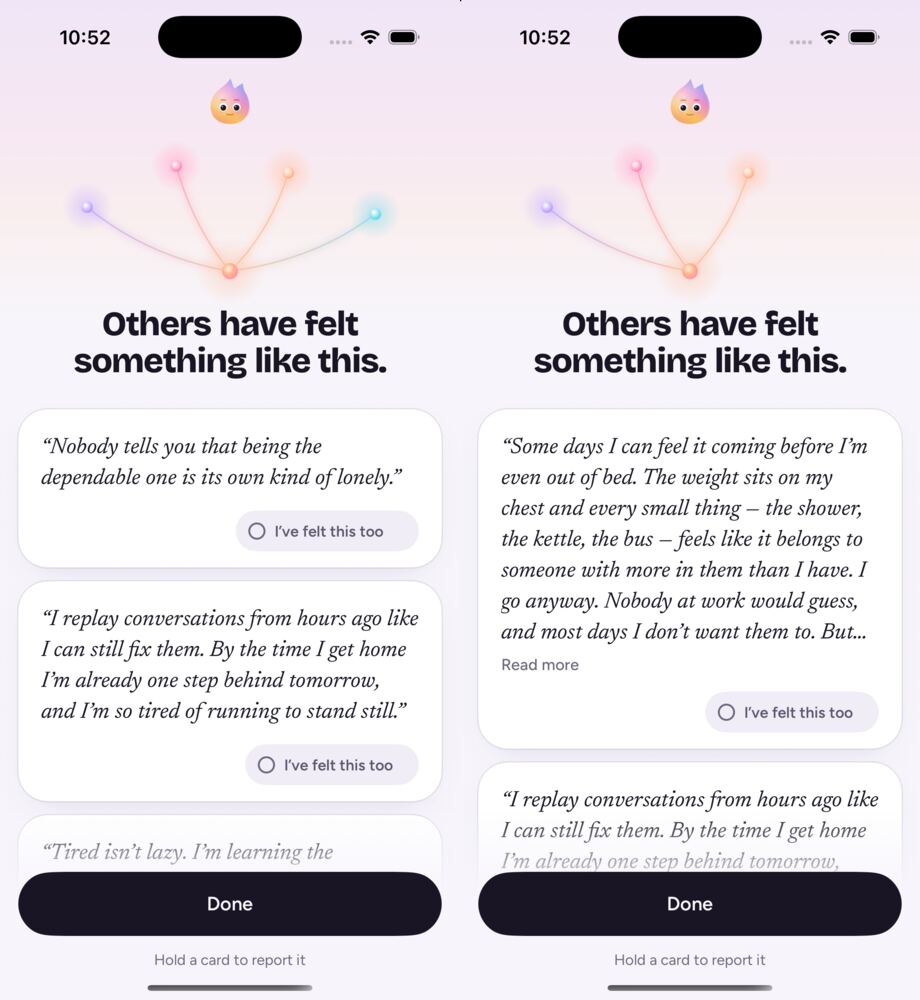 10:52
Others have felt
something like this.
“Nobody tells you that being the
dependable one is its own kind of lonely.”
I’ve felt this too
“I replay conversations from hours ago like
I can still fix them. By the time I get home
I’m already one step behind tomorrow,
and I’m so tired of running to stand still.”
I’ve felt this too
“Tired isn’t lazy. I’m learning the
Done
Hold a card to report it
10:52
Others have felt
something like this.
“Some days I can feel it coming before I’m
even out of bed. The weight sits on my
chest and every small thing – the shower,
the kettle, the bus – feels like it belongs to
someone with more in them than I have. I
go anyway. Nobody at work would guess,
and most days I don’t want them to. But...
Read more
I’ve felt this too
“I replay conversations from hours ago like
I can still fix them. By the time I get home
I’m already one step behind tomorrow,
Done
Hold a card to report it